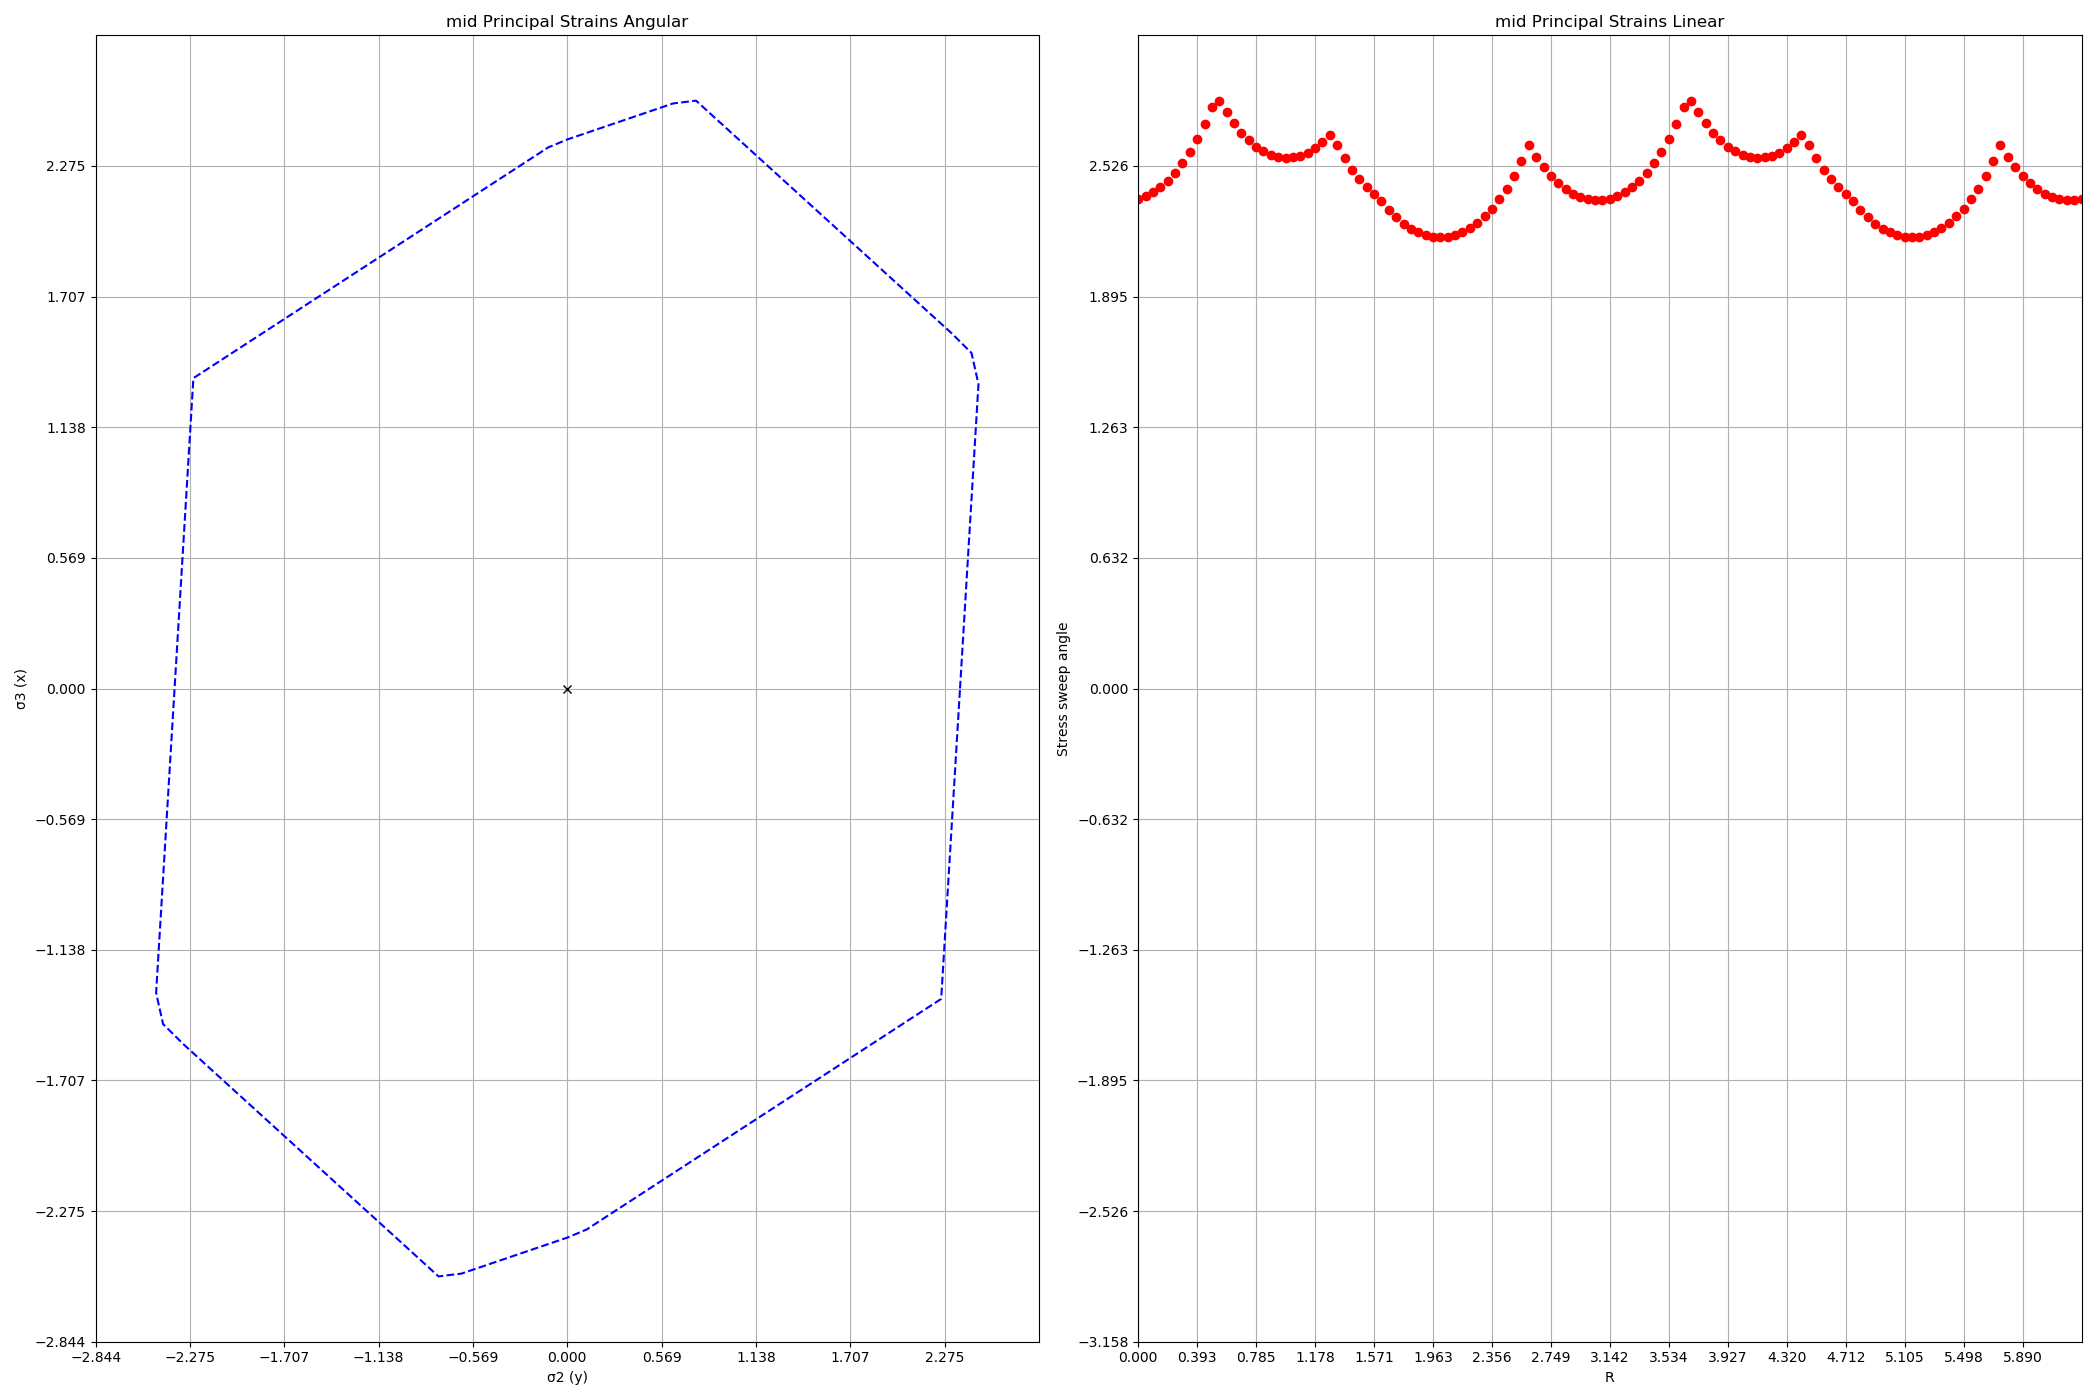 mid Principal Strains Angular
σ3 (x)
2.275
1.707
1.138
0.569
0.000
−0.569
−1.138
−1.707
−2.275
−2.844
−2.844 −2.275 −1.707 −1.138 −0.569 0.000 0.569 1.138 1.707 2.275
σ2 (y)
mid Principal Strains Linear
Stress sweep angle
2.526
1.895
1.263
0.632
0.000
−0.632
−1.263
−1.895
−2.526
−3.158
0.000 0.393 0.785 1.178 1.571 1.963 2.356 2.749 3.142 3.534 3.927 4.320 4.712 5.105 5.498 5.890
R